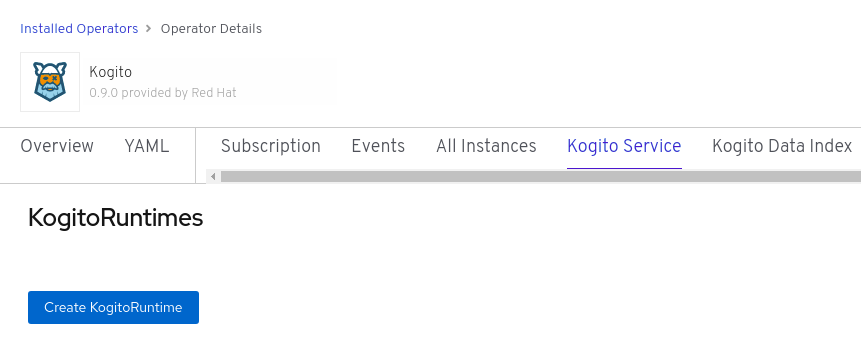 Installed Operators > Operator Details
Kogito
0.9.0 provided by Red Hat
Overview YAML Subscription Events All Instances Kogito Service Kogito Data Index
KogitoRuntimes
Create KogitoRuntime